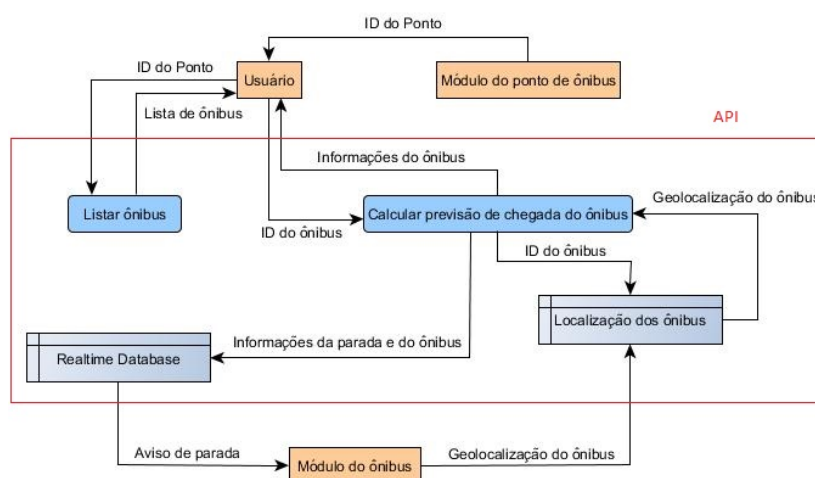 ID do Ponto
ID do Ponto
Usuário
Módulo do ponto de ônibus
Lista de ônibus
API
Informações do ônibus
Geolocalização do ônibus
Listar ônibus
Calcular previsão de chegada do ônibus
ID do ônibus
ID do ônibus
Localização dos ônibus
Informações da parada e do ônibus
Realtime Database
Aviso de parada
Módulo do ônibus
Geolocalização do ônibus